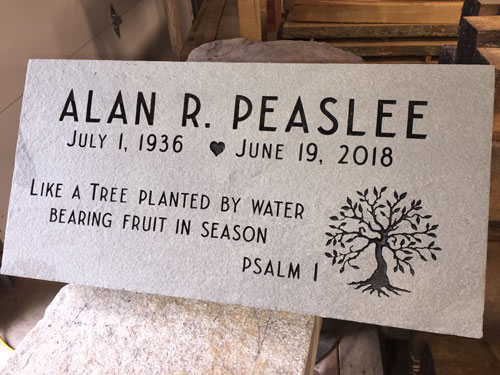 ALAN R. PEASLEE
JULY 1, 1936 ♥ JUNE 19, 2018
LIKE A TREE PLANTED BY WATER
BEARING FRUIT IN SEASON
PSALM 1